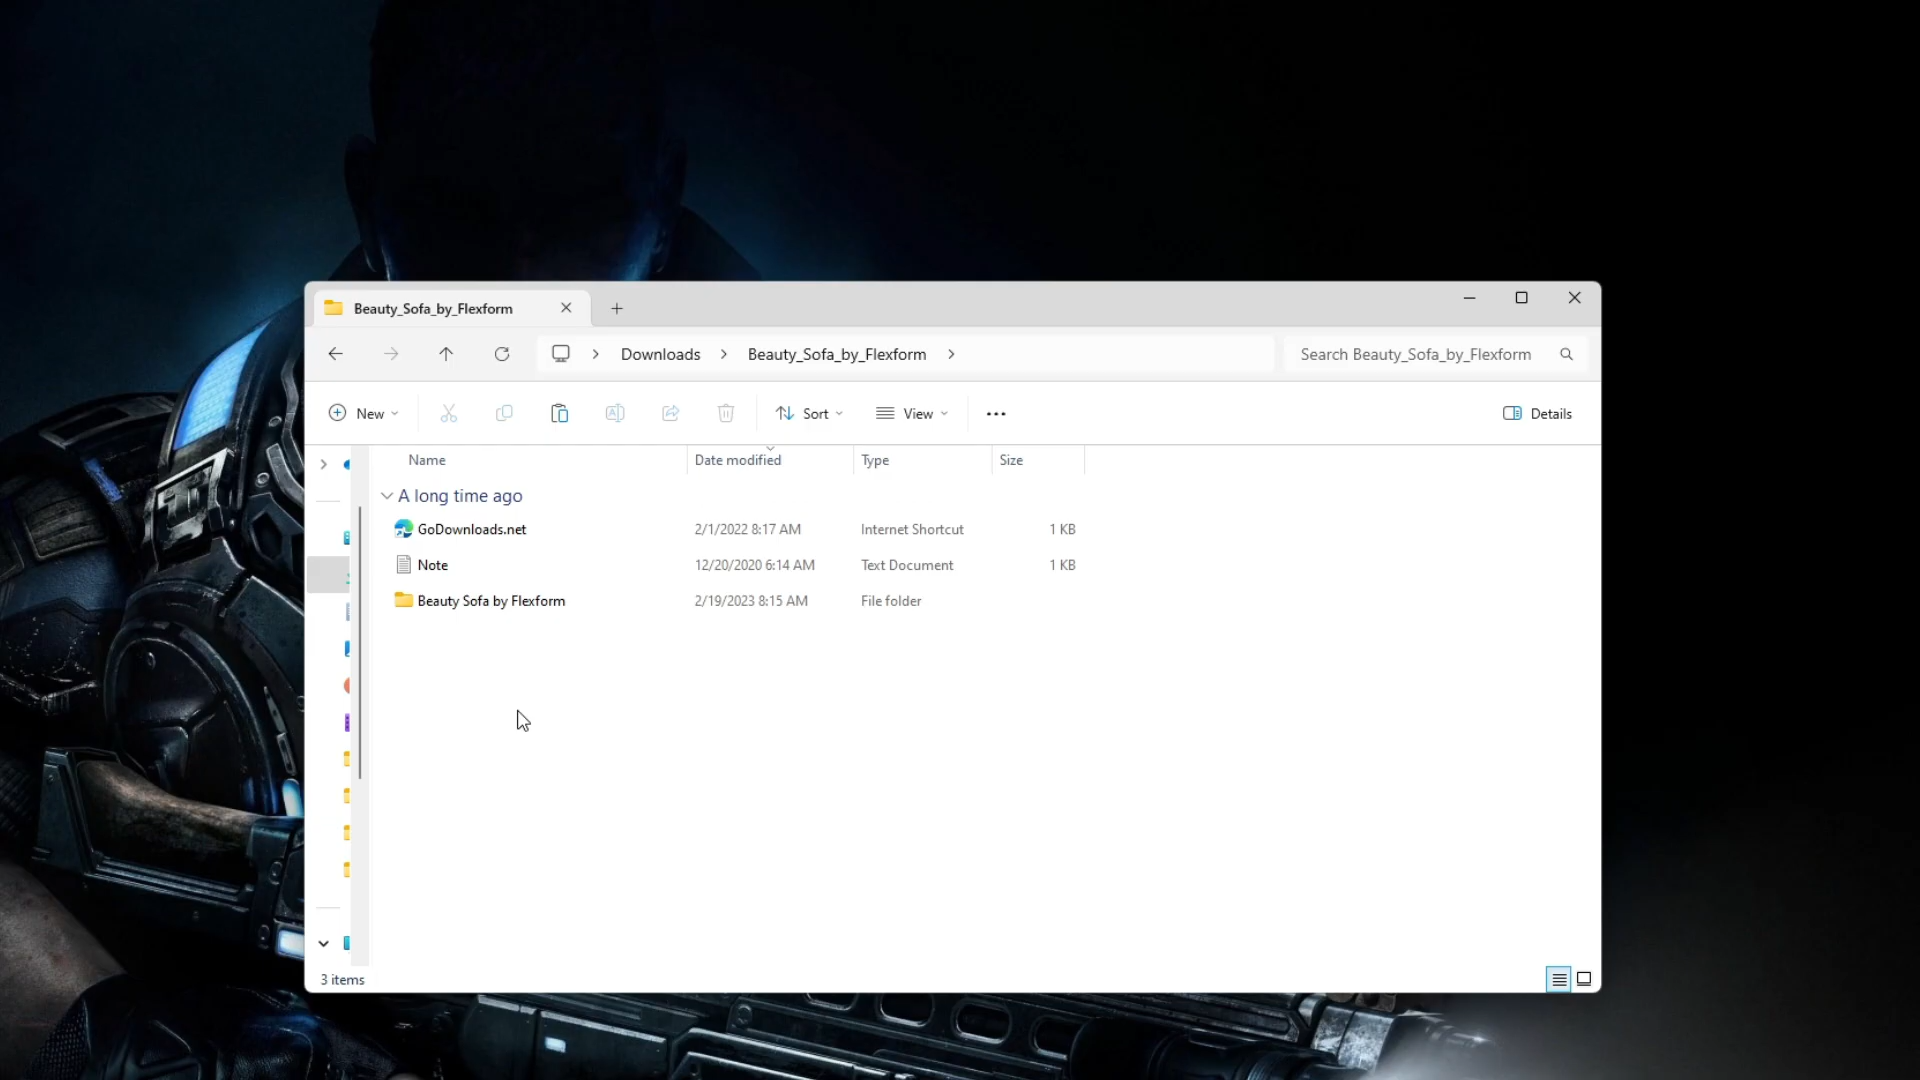 Beauty_Sofa_by_Flexform
Downloads Beauty_Sofa_by_Flexform
Search Beauty_Sofa_by_Flexform
New Sort View Details
Name Date modified Type Size
A long time ago
GoDownloads.net 2/1/2022 8:17 AM Internet Shortcut 1 KB
Note 12/20/2020 6:14 AM Text Document 1 KB
Beauty Sofa by Flexform 2/19/2023 8:15 AM File folder
3 items